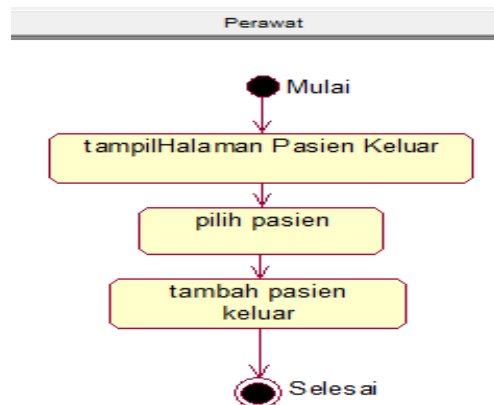 Perawat
Mulai
tampilHalaman Pasien Keluar
pilih pasien
tambah pasien
keluar
Selesai